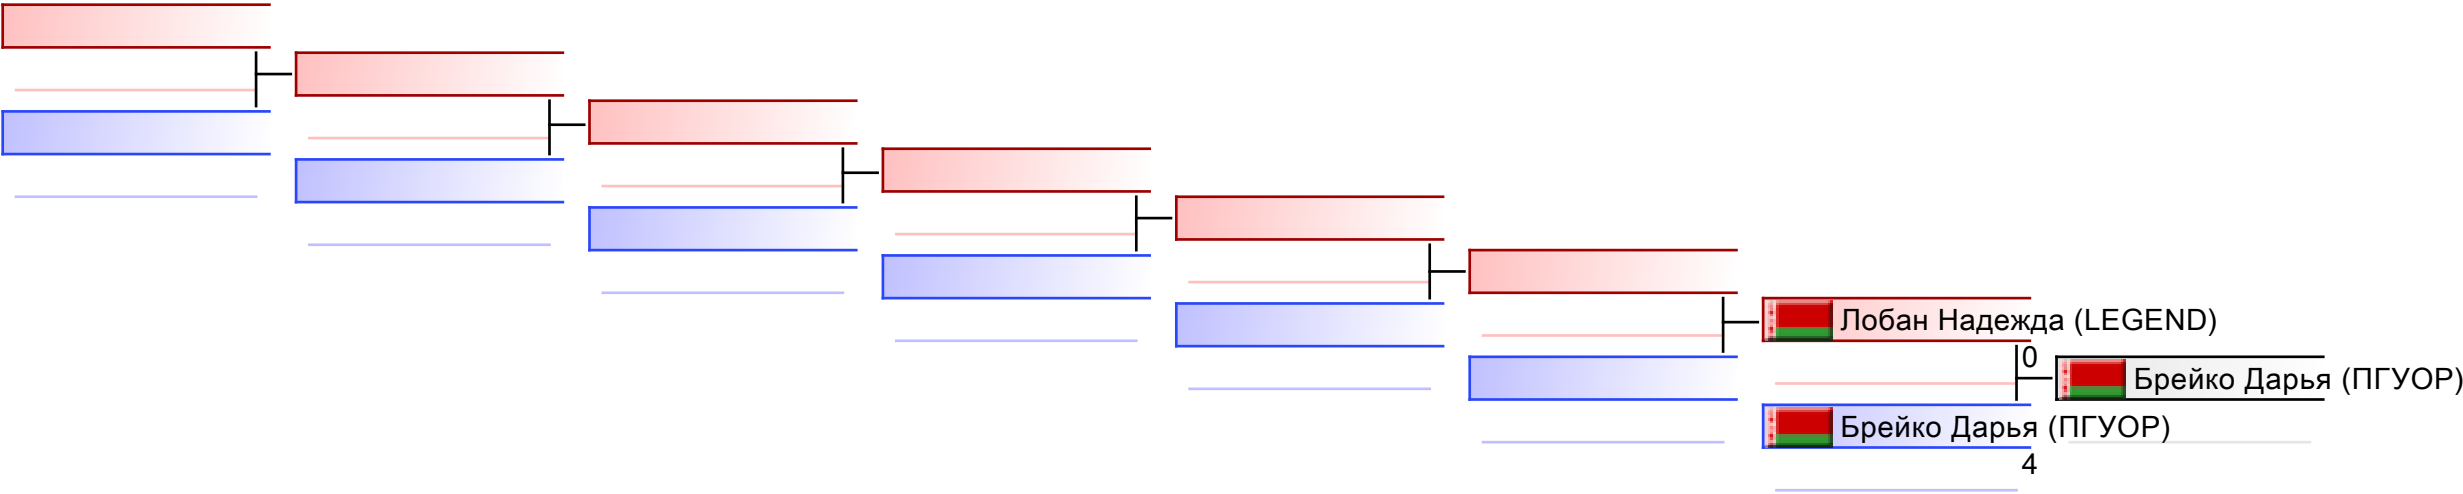 Лобан Надежда (LEGEND)
0
Брейко Дарья (ПГУОР)
Брейко Дарья (ПГУОР)
4